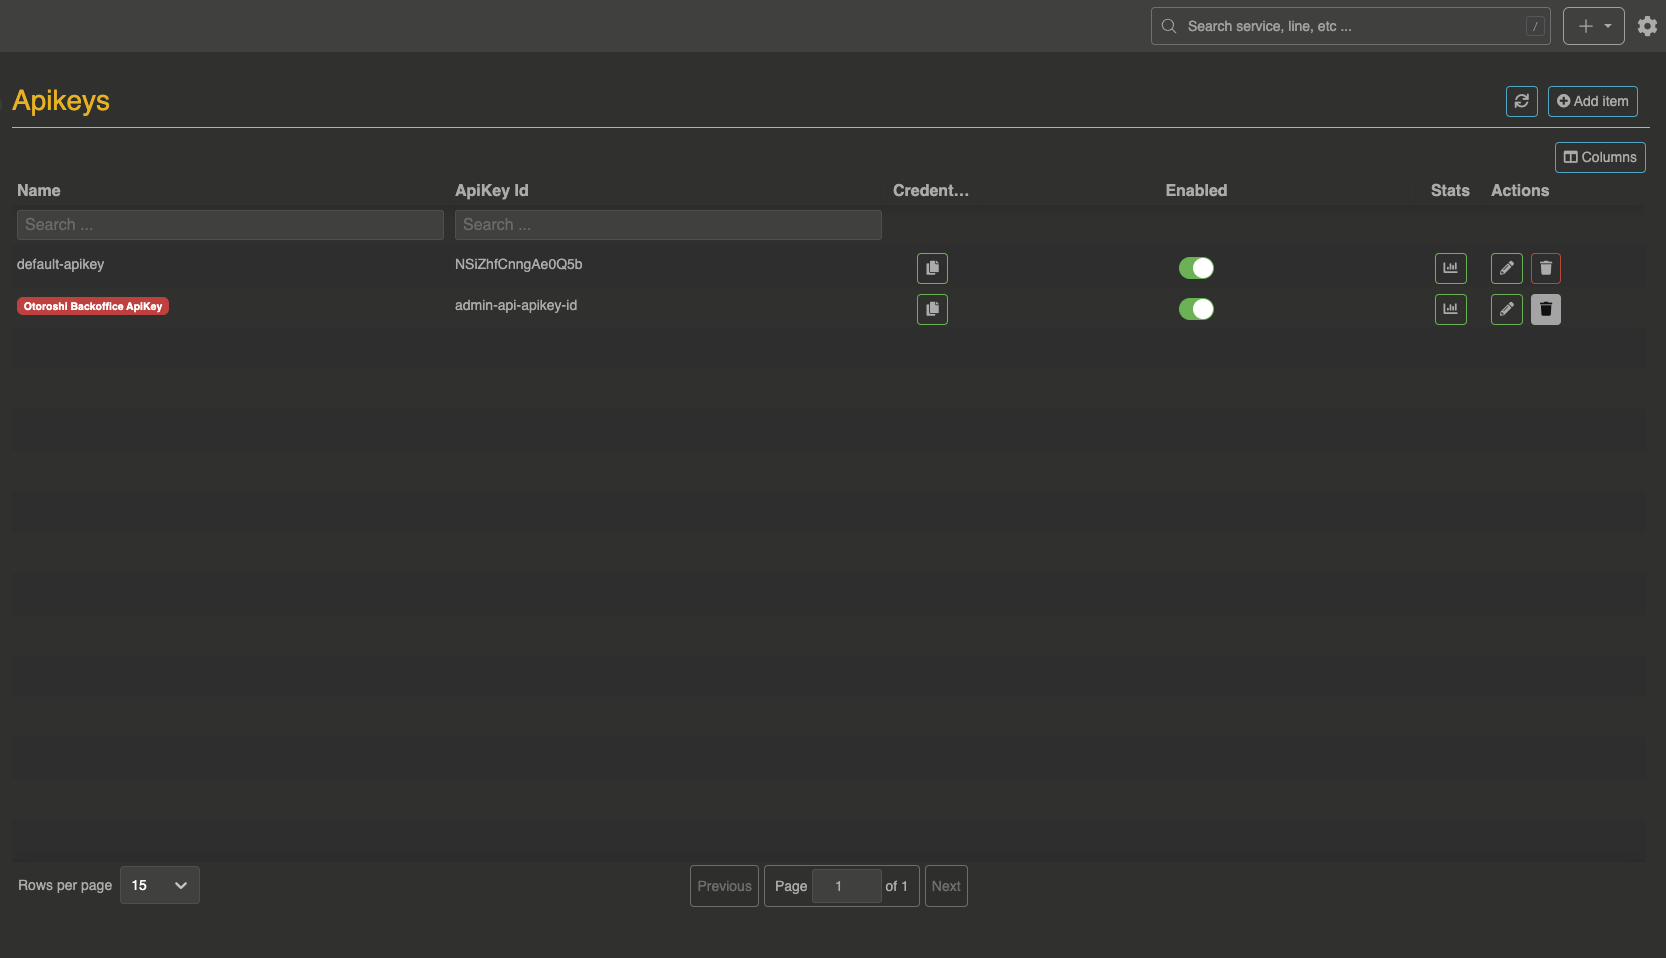 Search service, line, etc ... /
Apikeys
Add item
Columns
Name ApiKey Id Credent… Enabled Stats Actions
Search ... Search ...
default-apikey NSiZhfCnngAe0Q5b
Otoroshi Backoffice ApiKey admin-api-apikey-id
Rows per page 15 Previous Page 1 of 1 Next